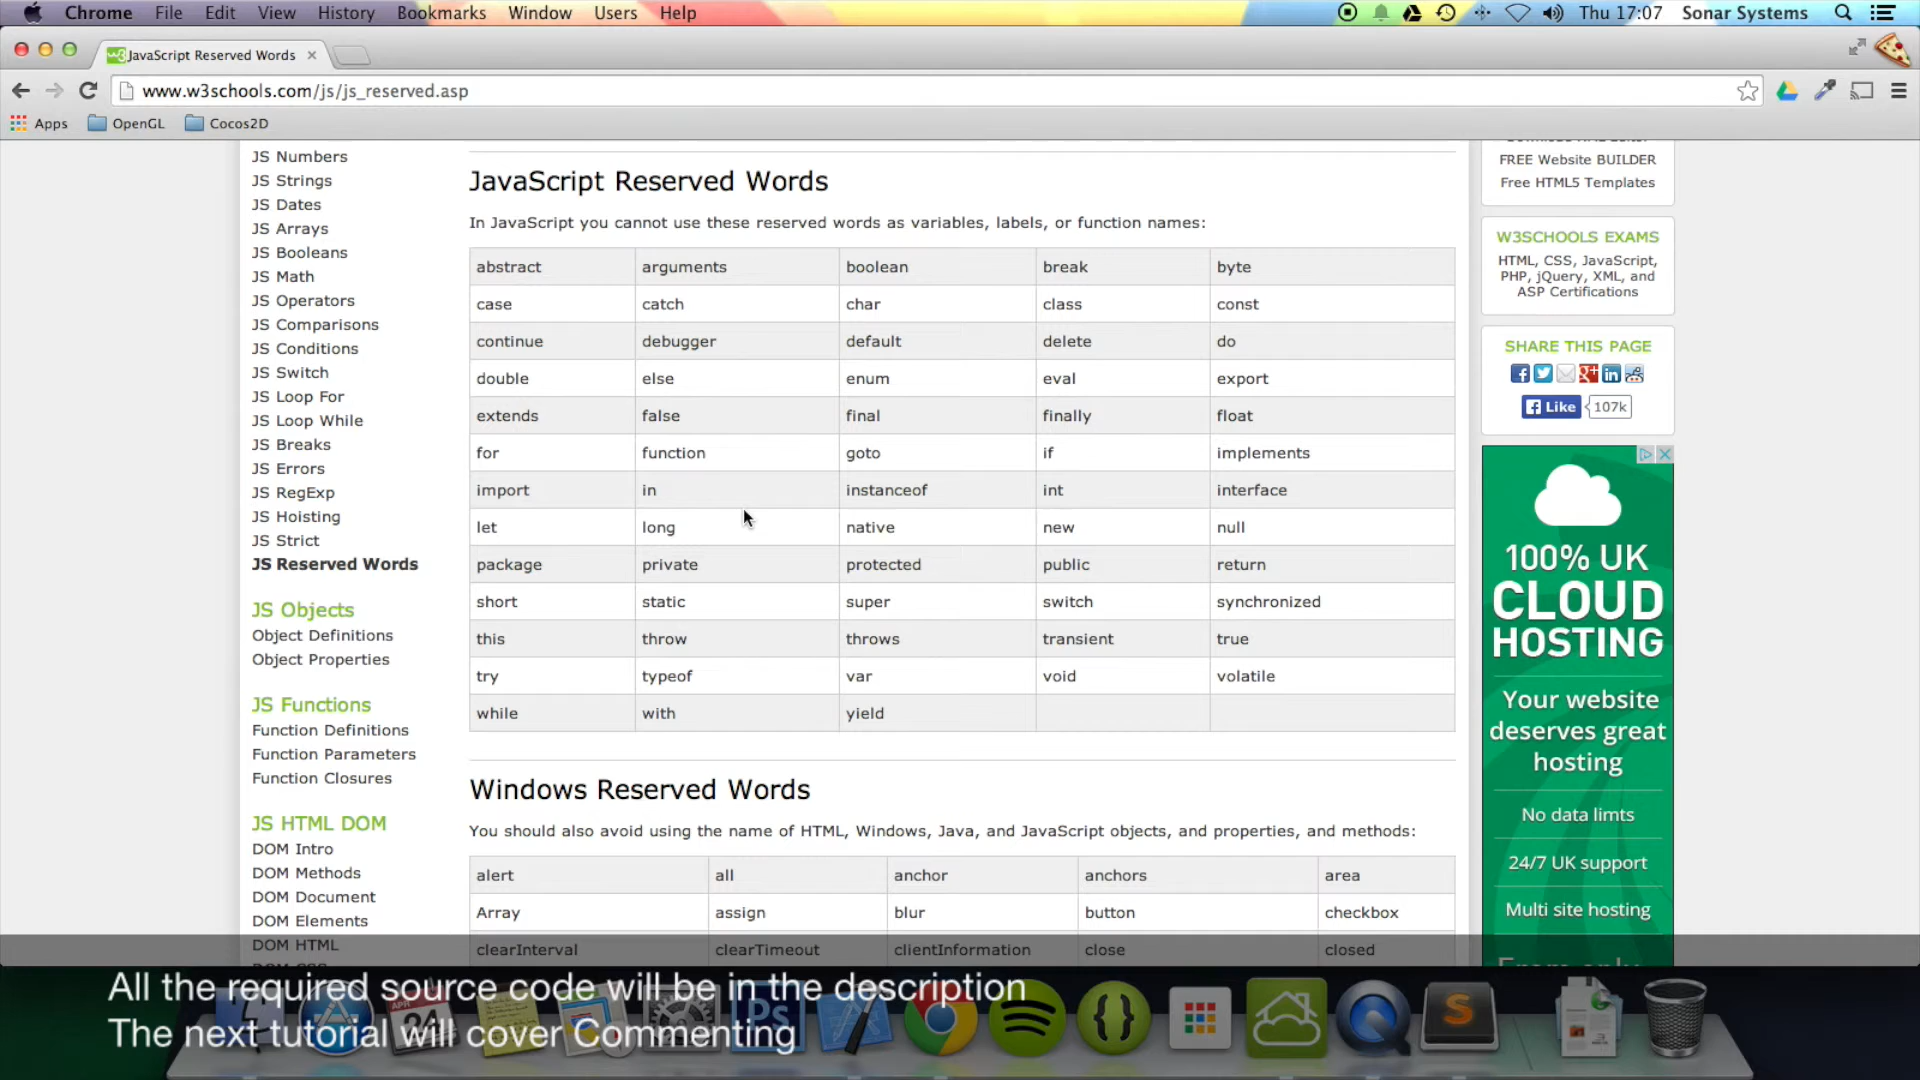 Chrome File Edit View History Bookmarks Window Users Help Thu 17:07 Sonar Systems
w3 JavaScript Reserved Words
www.w3schools.com/js/js_reserved.asp
Apps OpenGL Cocos2D
JS Numbers
JS Strings
JS Dates
JS Arrays
JS Booleans
JS Math
JS Operators
JS Comparisons
JS Conditions
JS Switch
JS Loop For
JS Loop While
JS Breaks
JS Errors
JS RegExp
JS Hoisting
JS Strict
JS Reserved Words
JS Objects
Object Definitions
Object Properties
JS Functions
Function Definitions
Function Parameters
Function Closures
JS HTML DOM
DOM Intro
DOM Methods
DOM Document
DOM Elements
DOM HTML
JavaScript Reserved Words
In JavaScript you cannot use these reserved words as variables, labels, or function names:
abstract arguments boolean break byte
case catch char class const
continue debugger default delete do
double else enum eval export
extends false final finally float
for function goto if implements
import in instanceof int interface
let long native new null
package private protected public return
short static super switch synchronized
this throw throws transient true
try typeof var void volatile
while with yield
Windows Reserved Words
You should also avoid using the name of HTML, Windows, Java, and JavaScript objects, and properties, and methods:
alert all anchor anchors area
Array assign blur button checkbox
clearInterval clearTimeout clientInformation close closed
FREE Website BUILDER
Free HTML5 Templates
W3SCHOOLS EXAMS
HTML, CSS, JavaScript,
PHP, jQuery, XML, and
ASP Certifications
SHARE THIS PAGE
Like 107k
100% UK
CLOUD
HOSTING
Your website
deserves great
hosting
No data limts
24/7 UK support
Multi site hosting
From only
All the required source code will be in the description
The next tutorial will cover Commenting
APR
24
Ps
S